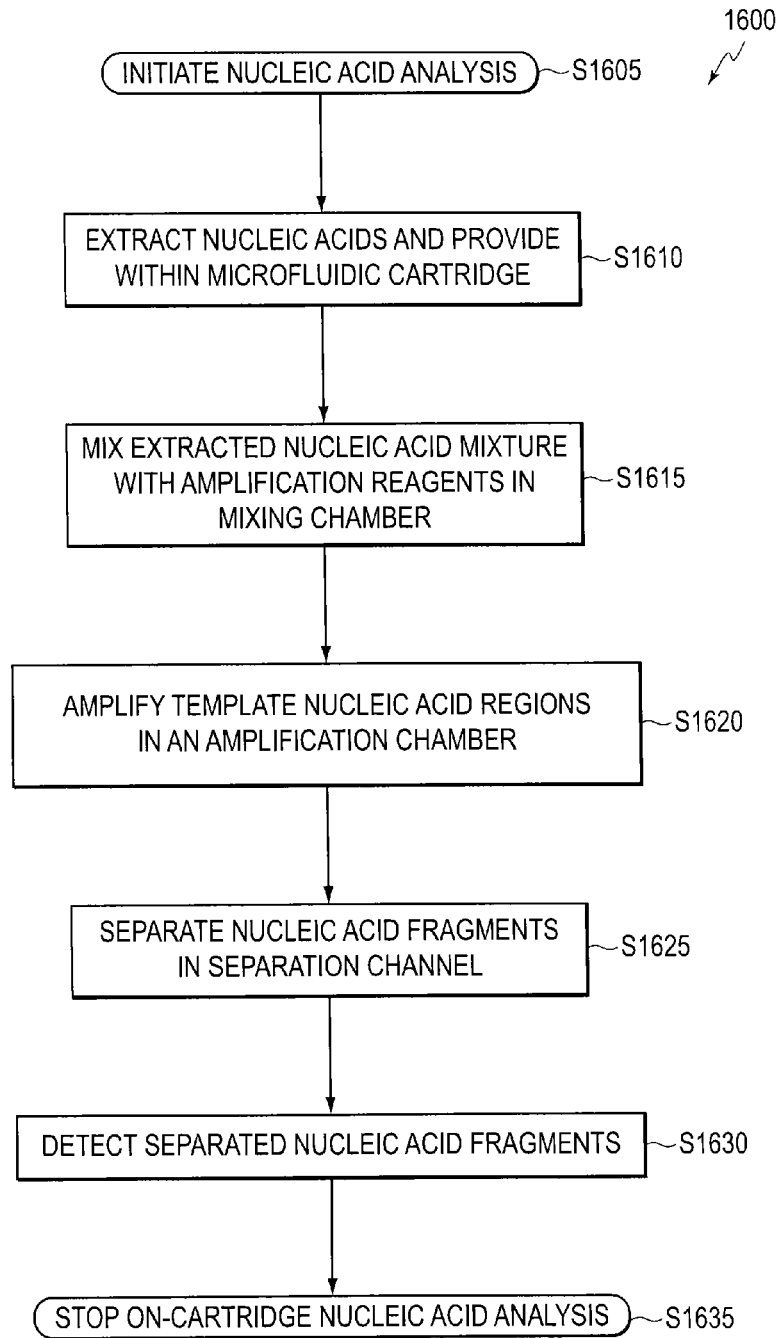 1600
INITIATE NUCLEIC ACID ANALYSIS
S1605
EXTRACT NUCLEIC ACIDS AND PROVIDE
WITHIN MICROFLUIDIC CARTRIDGE
S1610
MIX EXTRACTED NUCLEIC ACID MIXTURE
WITH AMPLIFICATION REAGENTS IN
MIXING CHAMBER
S1615
AMPLIFY TEMPLATE NUCLEIC ACID REGIONS
IN AN AMPLIFICATION CHAMBER
S1620
SEPARATE NUCLEIC ACID FRAGMENTS
IN SEPARATION CHANNEL
S1625
DETECT SEPARATED NUCLEIC ACID FRAGMENTS
S1630
STOP ON-CARTRIDGE NUCLEIC ACID ANALYSIS
S1635